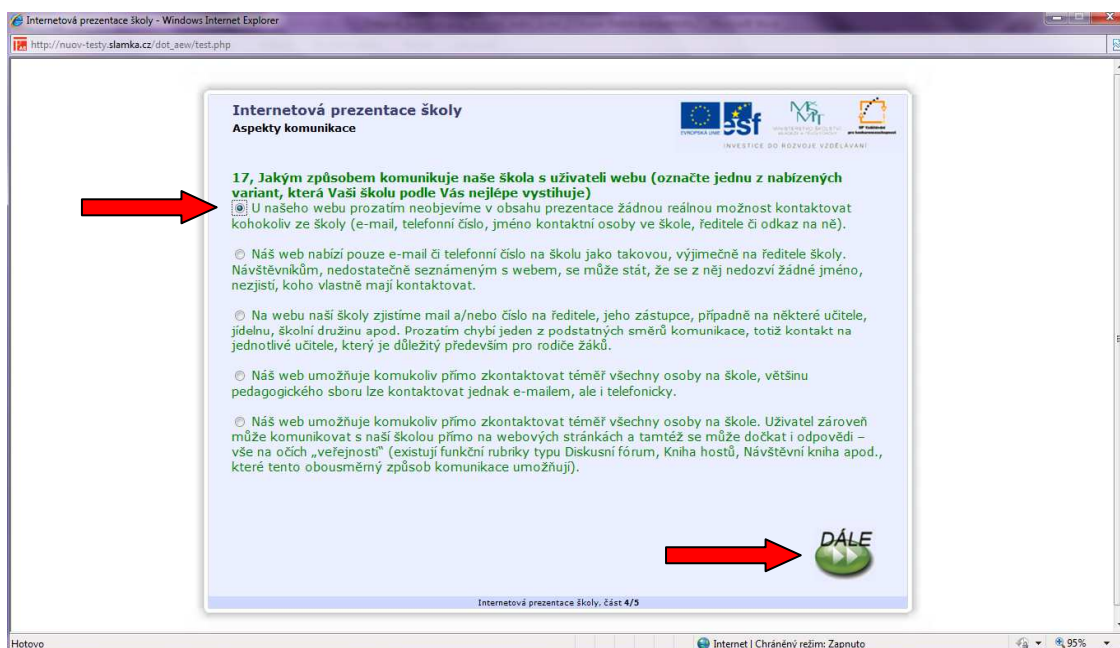 Internetová prezentace školy - Windows Internet Explorer
http://nuov-testy.slamka.cz/dot_aew/test.php
Internetová prezentace školy
Aspekty komunikace
EVROPSKÁ UNIE
esf
MŠMT
INVESTICE DO ROZVOJE VZDĚLÁVÁNÍ
17, Jakým způsobem komunikuje naše škola s uživateli webu (označte jednu z nabízených
variant, která Vaši školu podle Vás nejlépe vystihuje)
U našeho webu prozatím neobjevíme v obsahu prezentace žádnou reálnou možnost kontaktovat
kohokoliv ze školy (e-mail, telefonní číslo, jméno kontaktní osoby ve škole, ředitele či odkaz na ně).
Náš web nabízí pouze e-mail či telefonní číslo na školu jako takovou, výjimečně na ředitele školy.
Návštěvníkům, nedostatečně seznámeným s webem, se může stát, že se z něj nedozví žádné jméno,
nezjistí, koho vlastně mají kontaktovat.
Na webu naší školy zjistíme mail a/nebo číslo na ředitele, jeho zástupce, případně na některé učitele,
jídelnu, školní družinu apod. Prozatím chybí jeden z podstatných směrů komunikace, totiž kontakt na
jednotlivé učitele, který je důležitý především pro rodiče žáků.
Náš web umožňuje komukoliv přímo zkontaktovat téměř všechny osoby na škole, většinu
pedagogického sboru lze kontaktovat jednak e-mailem, ale i telefonicky.
Náš web umožňuje komukoliv přímo zkontaktovat téměř všechny osoby na škole. Uživatel zároveň
může komunikovat s naší školou přímo na webových stránkách a tamtéž se může dočkat i odpovědi –
vše na očích „veřejnosti“ (existují funkční rubriky typu Diskusní fórum, Kniha hostů, Návštěvní kniha apod.,
které tento obousměrný způsob komunikace umožňují).
DÁLE
Internetová prezentace školy, část 4/5
Hotovo
Internet | Chráněný režim: Zapnuto
95%